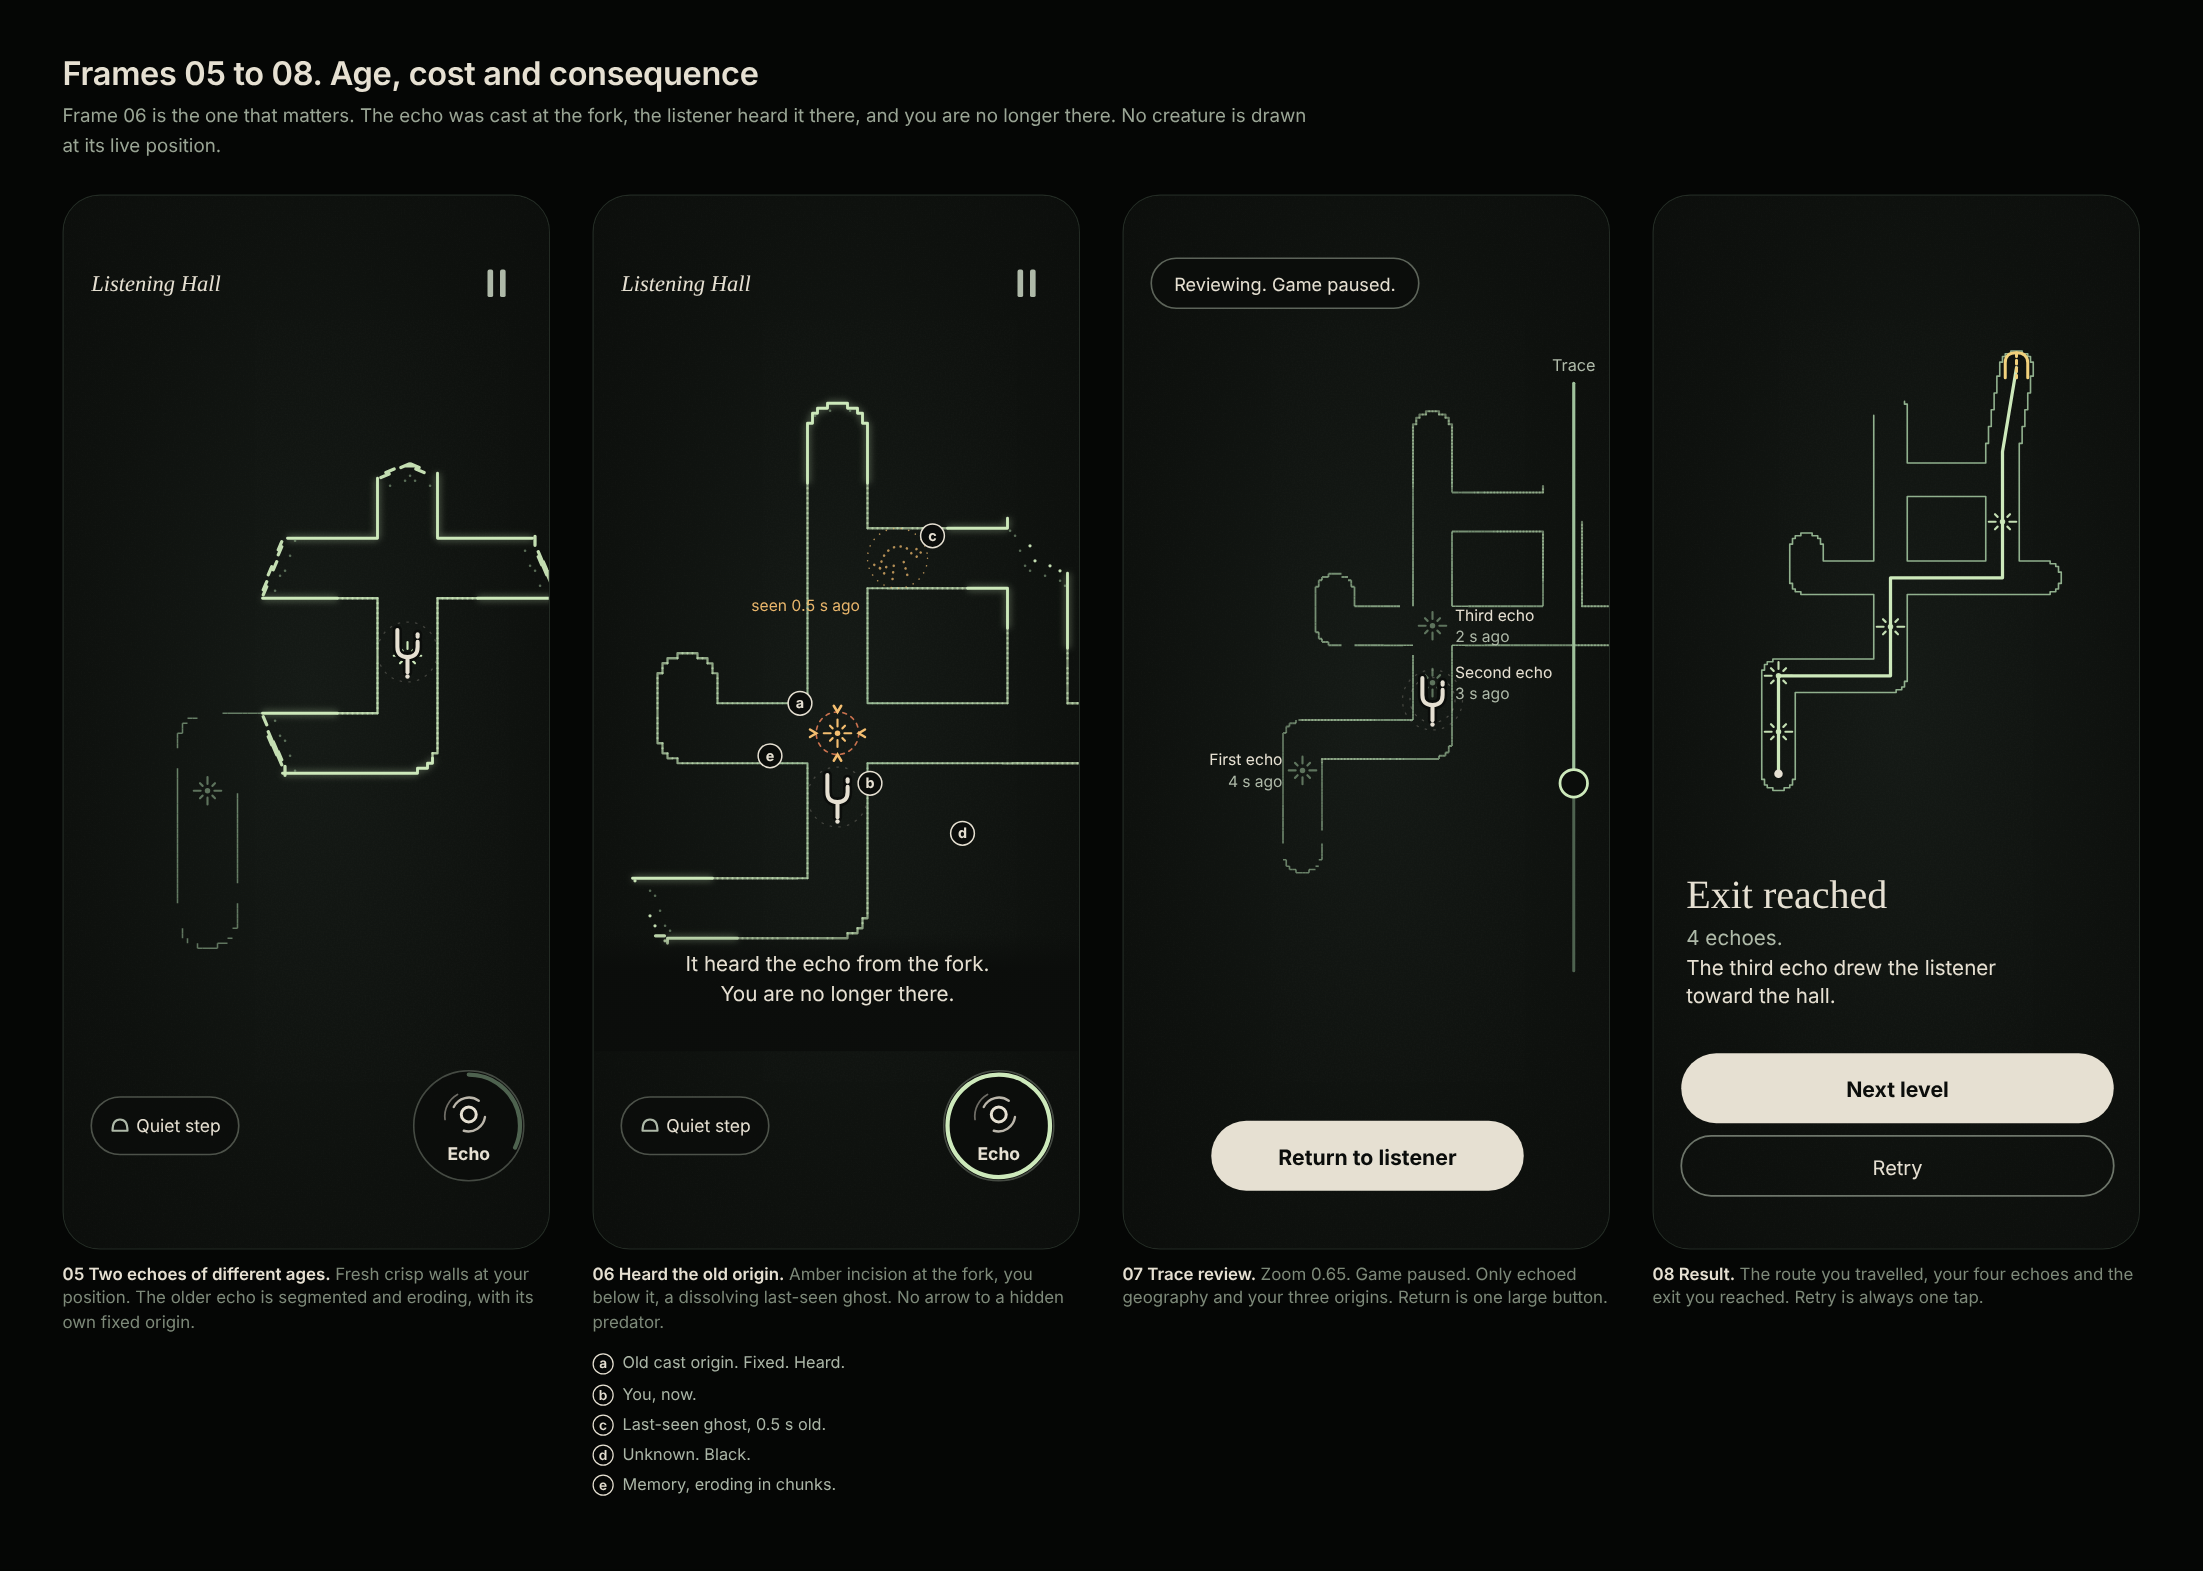 Frames 05 to 08. Age, cost and consequence
Frame 06 is the one that matters. The echo was cast at the fork, the listener heard it there, and you are no longer there. No creature is drawn
at its live position.
Listening Hall
Quiet step
Echo
05 Two echoes of different ages. Fresh crisp walls at your
position. The older echo is segmented and eroding, with its
own fixed origin.
Listening Hall
c
seen 0.5 s ago
a
e
b
d
It heard the echo from the fork.
You are no longer there.
Quiet step
Echo
06 Heard the old origin. Amber incision at the fork, you
below it, a dissolving last-seen ghost. No arrow to a hidden
predator.
a Old cast origin. Fixed. Heard.
b You, now.
c Last-seen ghost, 0.5 s old.
d Unknown. Black.
e Memory, eroding in chunks.
Reviewing. Game paused.
Trace
Third echo
2 s ago
Second echo
3 s ago
First echo
4 s ago
Return to listener
07 Trace review. Zoom 0.65. Game paused. Only echoed
geography and your three origins. Return is one large button.
Exit reached
4 echoes.
The third echo drew the listener
toward the hall.
Next level
Retry
08 Result. The route you travelled, your four echoes and the
exit you reached. Retry is always one tap.